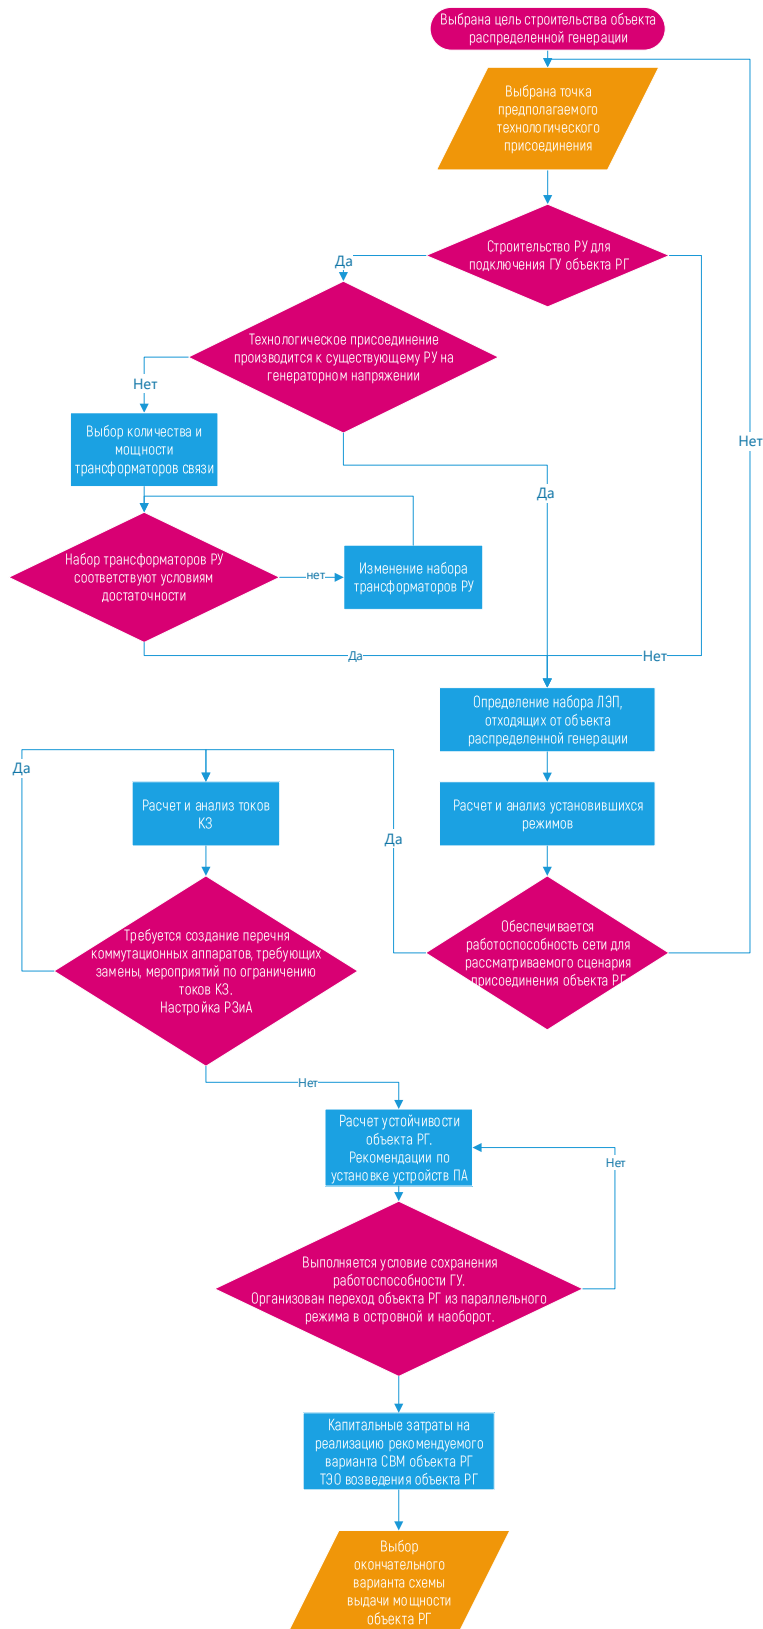 Выбрана цель строительства объекта
распределенной генерации
Выбрана точка
предполагаемого
технологического
присоединения
Строительство РУ для
подключения ГУ объекта РГ
Да
Технологическое присоединение
производится к существующему РУ на
генераторном напряжении
Нет
Выбор количества и
мощности
трансформаторов связи
Нет
Да
Набор трансформаторов РУ
соответствуют условиям
достаточности
нет
Изменение набора
трансформаторов РУ
Да
Нет
Определение набора ЛЭП,
отходящих от объекта
распределенной генерации
Да
Расчет и анализ токов
КЗ
Расчет и анализ установившихся
режимов
Да
Обеспечивается
работоспособность сети для
рассматриваемого сценария
присоединения объекта РГ
Требуется создание перечня
коммутационных аппаратов, требующих
замены, мероприятий по ограничению
токов КЗ.
Настройка РЗиА
Нет
Расчет устойчивости
объекта РГ.
Рекомендации по
установке устройств ПА
Нет
Выполняется условие сохранения
работоспособности ГУ.
Организован переход объекта РГ из параллельного
режима в островной и наоборот.
Капитальные затраты на
реализацию рекомендуемого
варианта СВМ объекта РГ
ТЭО возведения объекта РГ
Выбор
окончательного
варианта схемы
выдачи мощности
объекта РГ